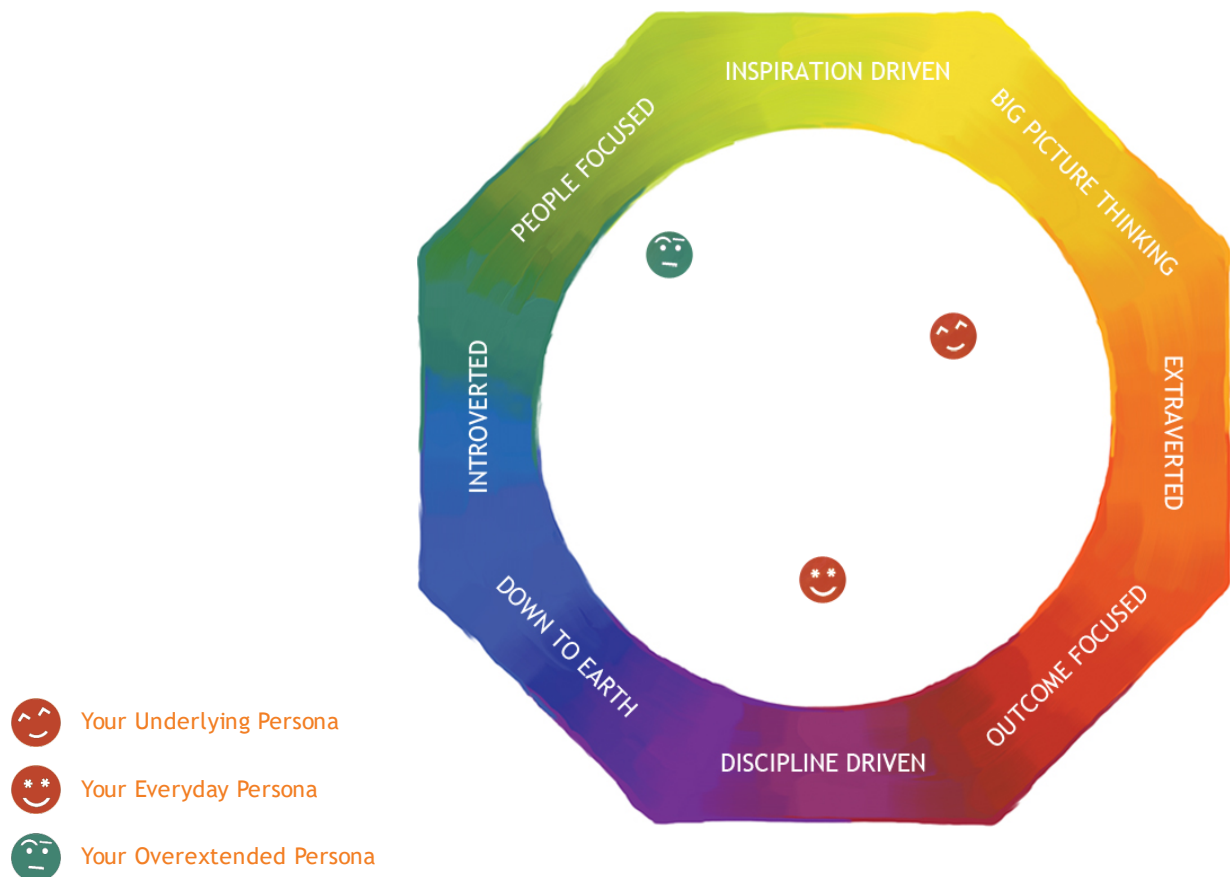 INSPIRATION DRIVEN
BIG PICTURE THINKING
PEOPLE FOCUSED
INTROVERTED
EXTRAVERTED
DOWN TO EARTH
OUTCOME FOCUSED
DISCIPLINE DRIVEN
Your Underlying Persona
Your Everyday Persona
Your Overextended Persona